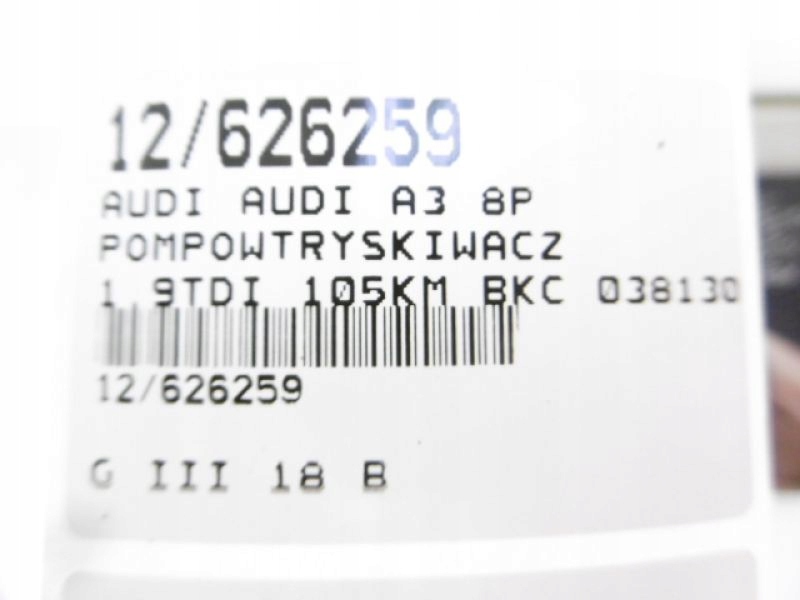 12/626259
AUDI AUDI A3 8P
POMPOWTRYSKIWACZ
1.9TDI 105KM BKC 038130
12/626259
G III 18 B